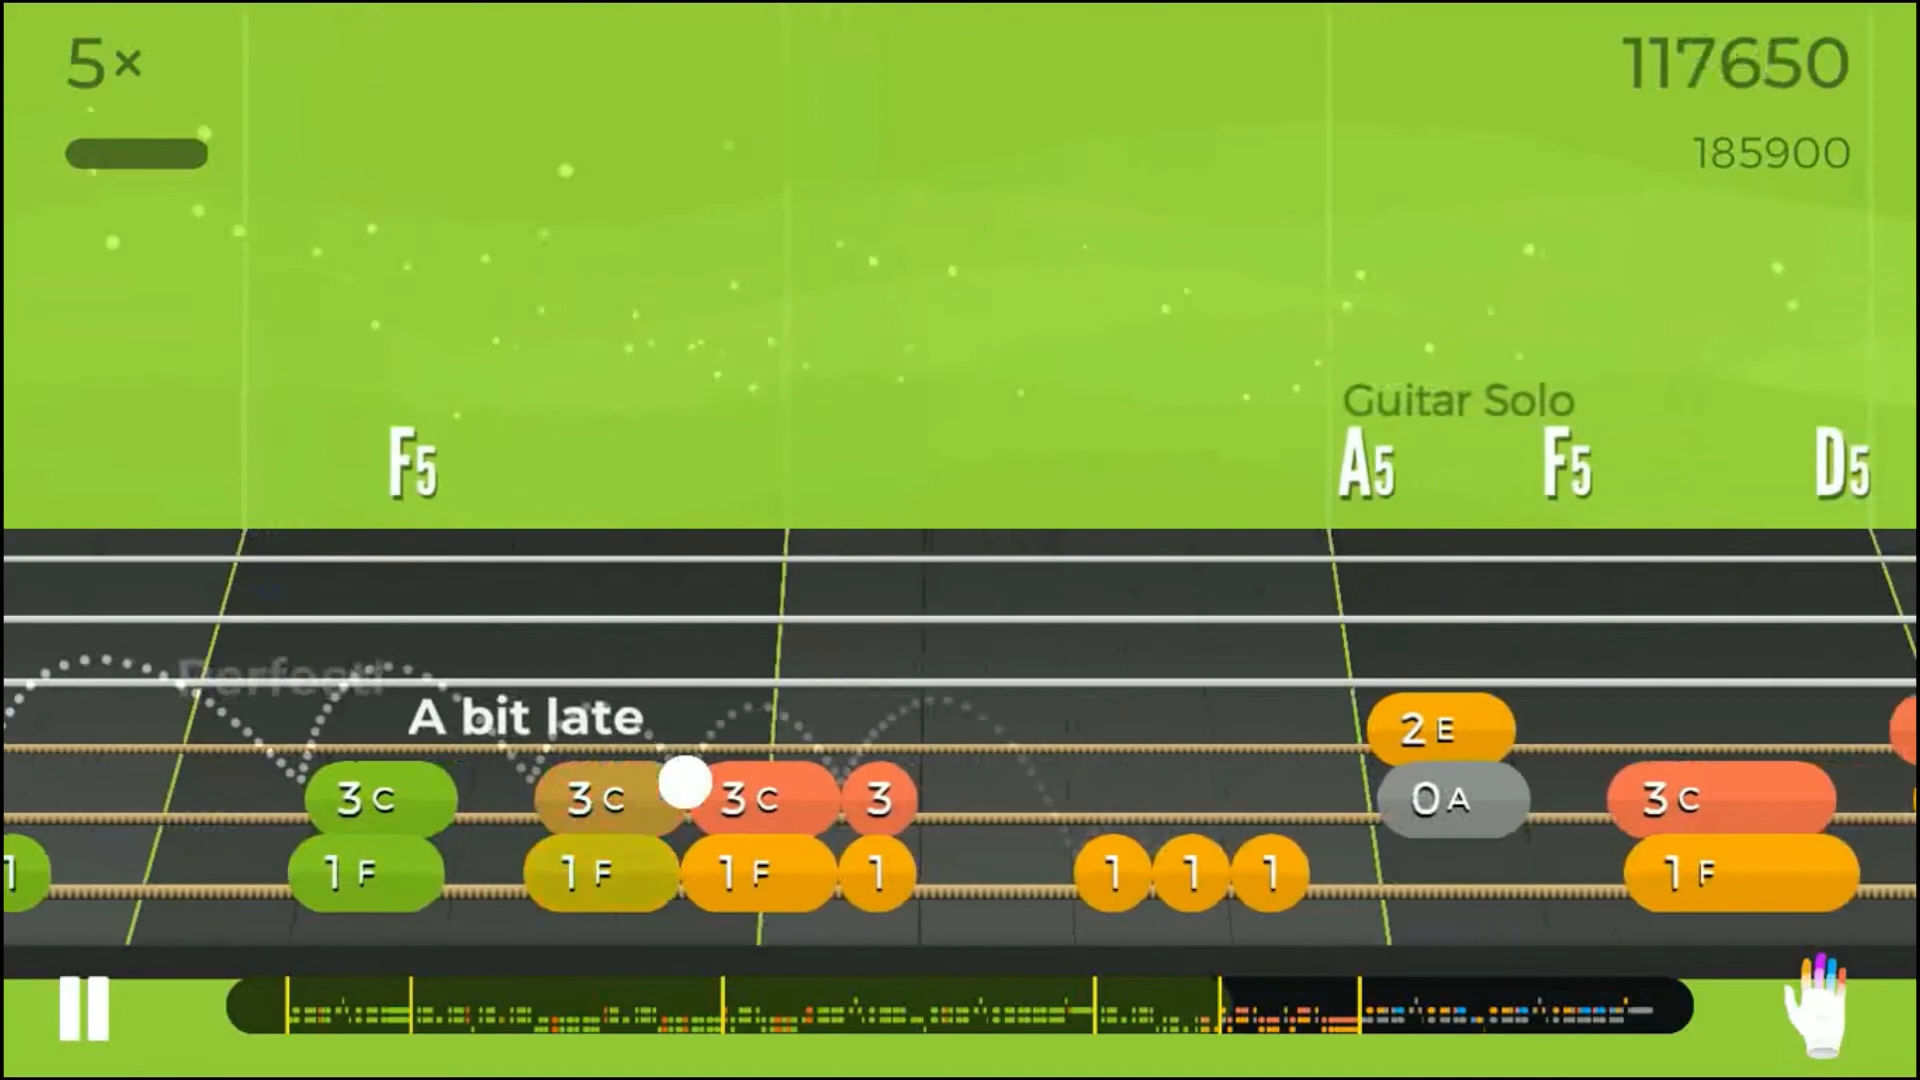 5×
117650
185900
Guitar Solo
F5
A5
F5
D5
Perfect!
A bit late
2 E
3 C
3 C
3 C
3
0 A
3 C
1
1 F
1 F
1 F
1
1
1
1
1 F